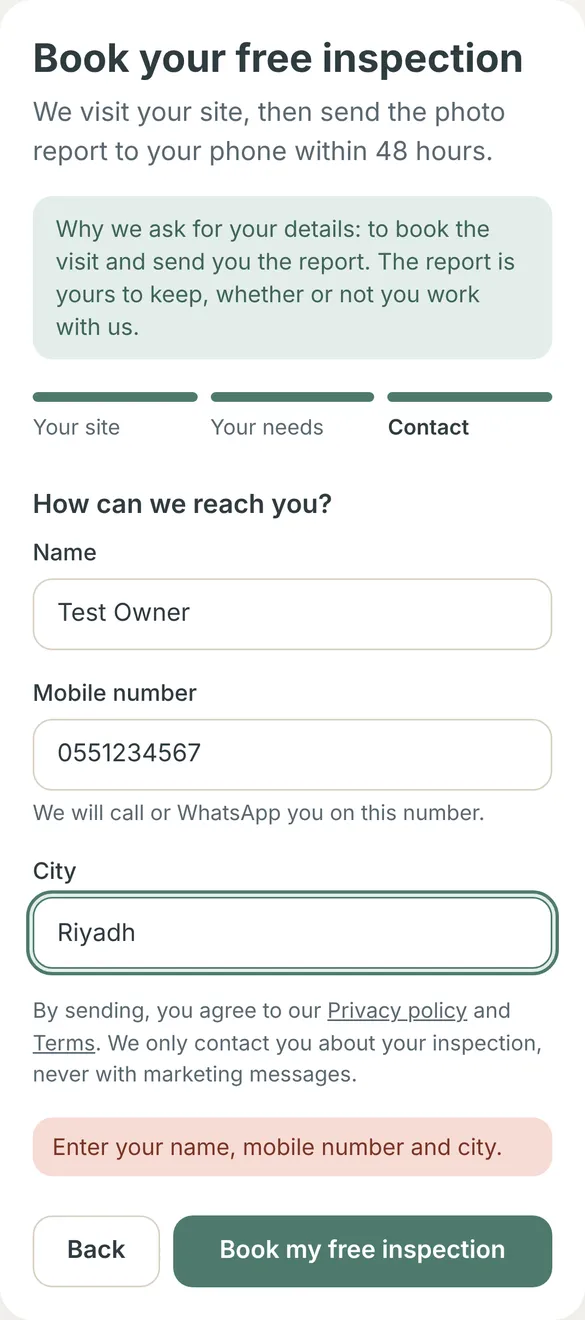 Book your free inspection
We visit your site, then send the photo
report to your phone within 48 hours.
Why we ask for your details: to book the
visit and send you the report. The report is
yours to keep, whether or not you work
with us.
Your site
Your needs
Contact
How can we reach you?
Name
Test Owner
Mobile number
0551234567
We will call or WhatsApp you on this number.
City
Riyadh
By sending, you agree to our Privacy policy and
Terms. We only contact you about your inspection,
never with marketing messages.
Enter your name, mobile number and city.
Back
Book my free inspection